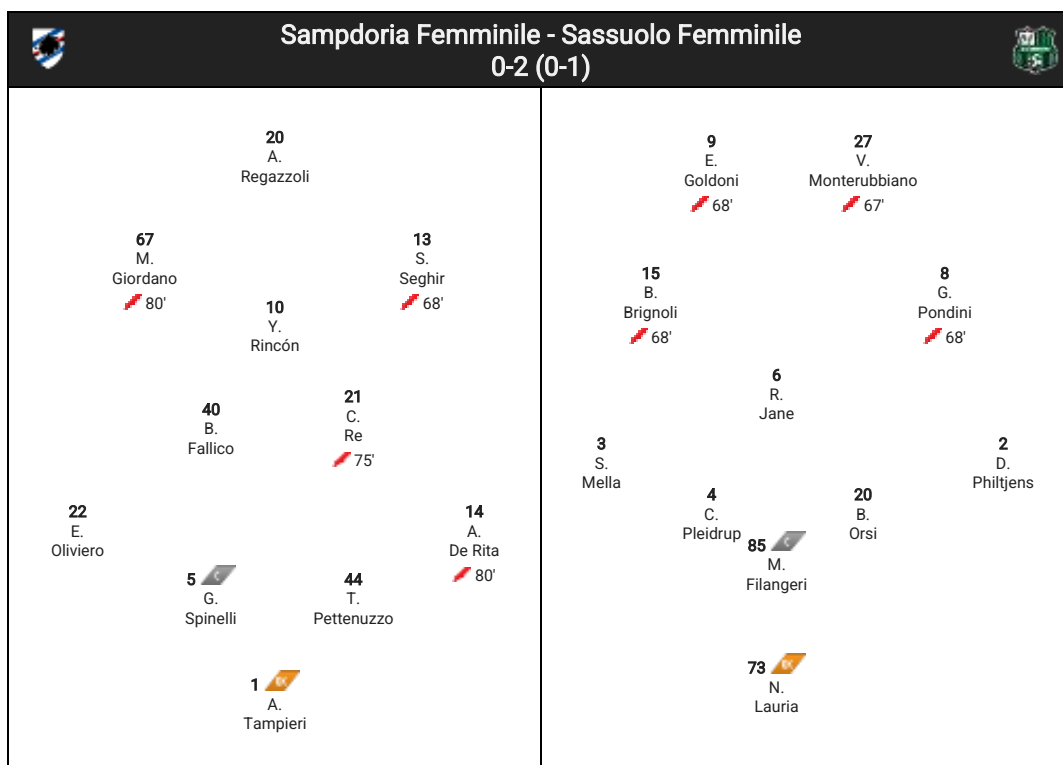 Sampdoria Femminile - Sassuolo Femminile
0-2 (0-1)
20
A.
Regazzoli
67
M.
Giordano
80'
13
S.
Seghir
68'
10
Y.
Rincón
40
B.
Fallico
21
C.
Re
75'
22
E.
Oliviero
14
A.
De Rita
80'
5 C
G.
Spinelli
44
T.
Pettenuzzo
1 GK
A.
Tampieri
9
E.
Goldoni
68'
27
V.
Monterubbiano
67'
15
B.
Brignoli
68'
8
G.
Pondini
68'
6
R.
Jane
3
S.
Mella
2
D.
Philtjens
4
C.
Pleidrup
20
B.
Orsi
85 C
M.
Filangeri
73 GK
N.
Lauria